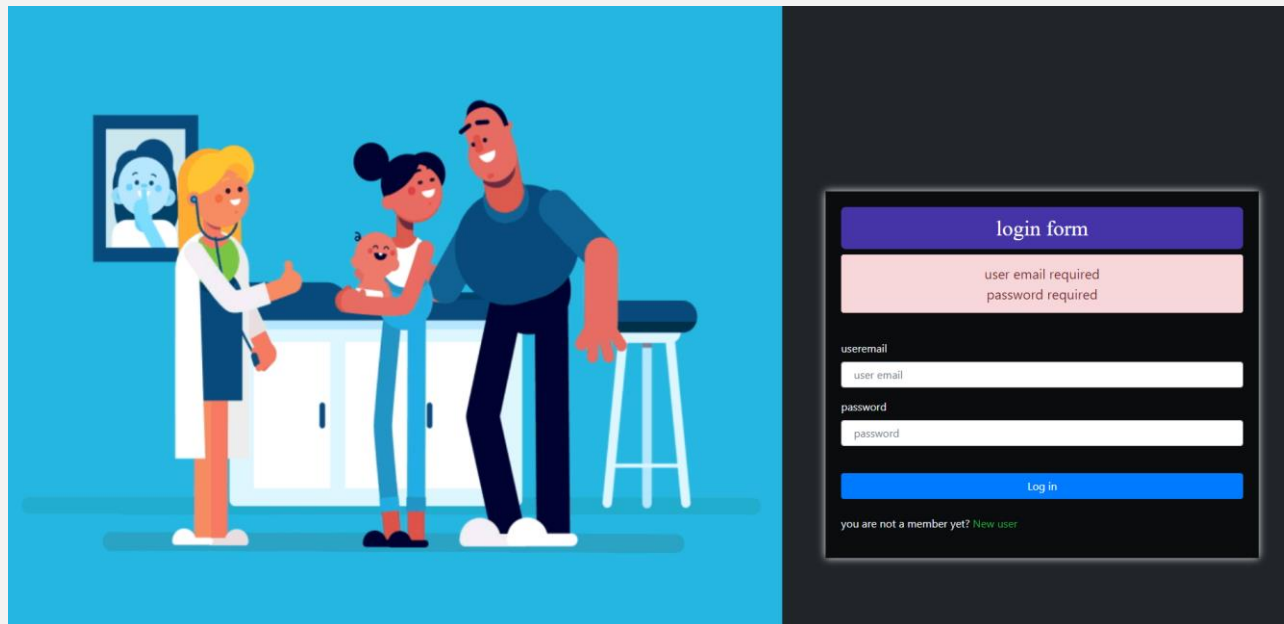 login form
user email required
password required
useremail
user email
password
password
Log in
you are not a member yet? New user